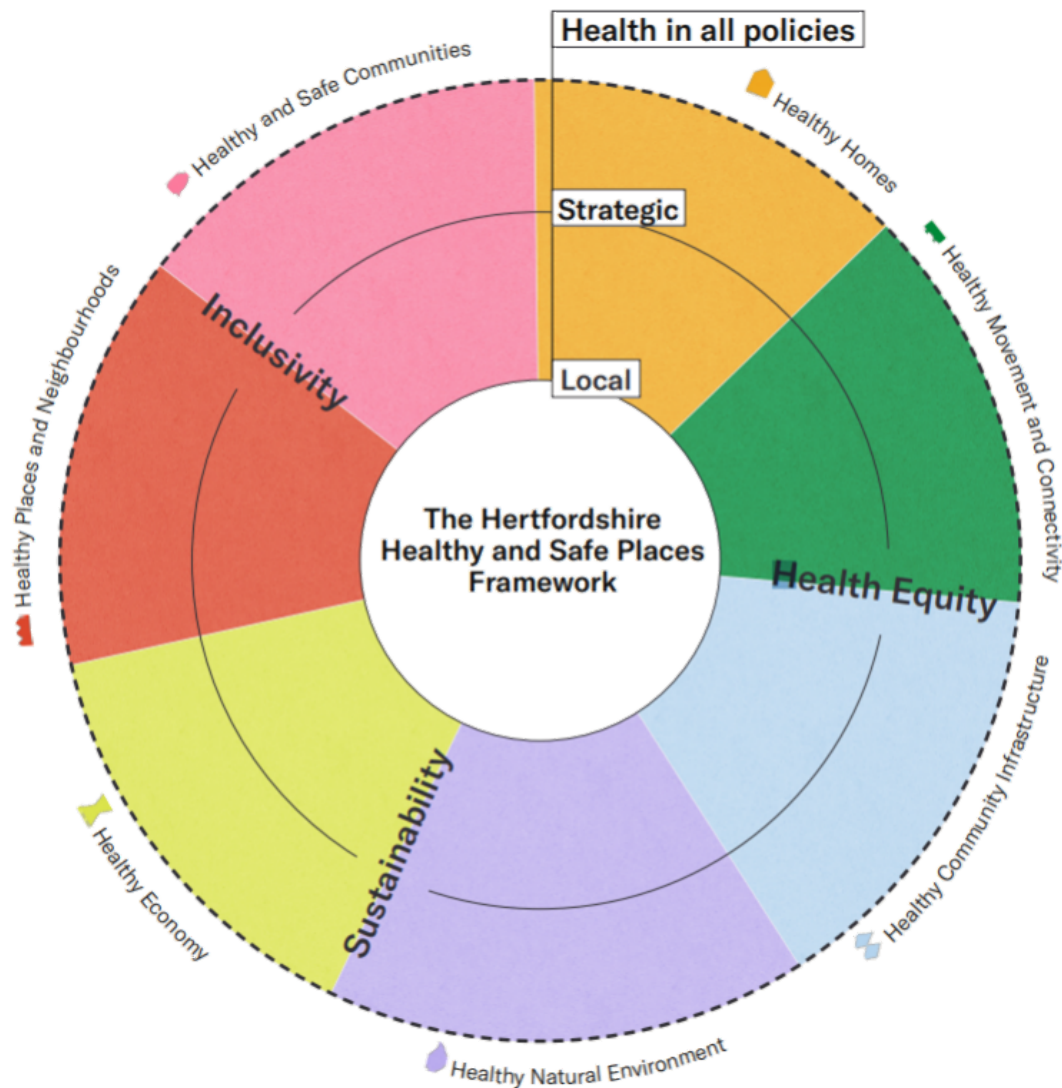 Health in all policies
Healthy and Safe Communities
Healthy Homes
Strategic
Healthy Movement and Connectivity
Inclusivity
Local
Healthy Places and Neighbourhoods
The Hertfordshire
Healthy and Safe Places
Framework
Health Equity
Healthy Community Infrastructure
Sustainability
Healthy Economy
Healthy Natural Environment